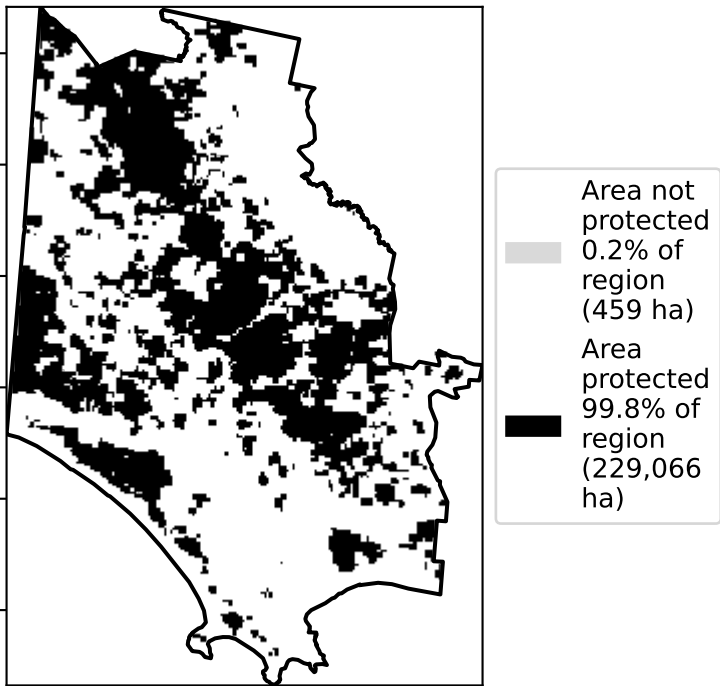 Area not
protected
0.2% of
region
(459 ha)
Area
protected
99.8% of
region
(229,066
ha)